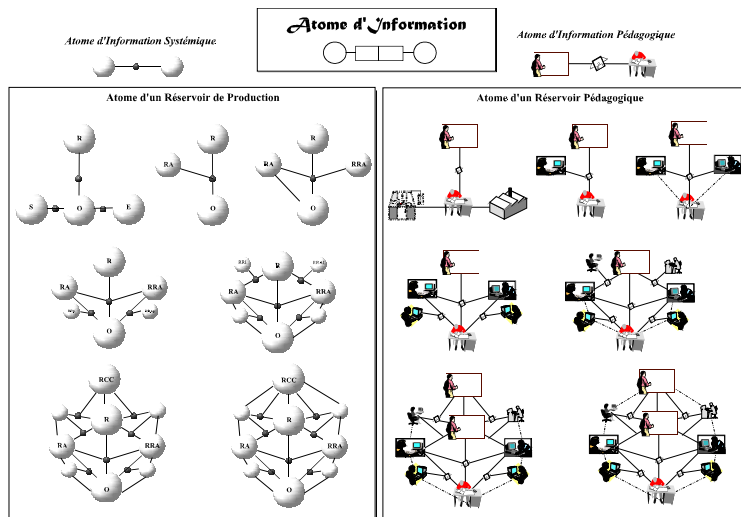 Atome d'Information
Atome d'Information Systémique
Atome d'Information Pédagogique
Atome d'un Réservoir de Production
R
S
O
E
R
RA
O
R
RA
RRA
O
R
RA
RRA
O
R
RA
RRA
O
RCC
R
RA
RRA
O
RCC
R
RA
RRA
O
Atome d'un Réservoir Pédagogique